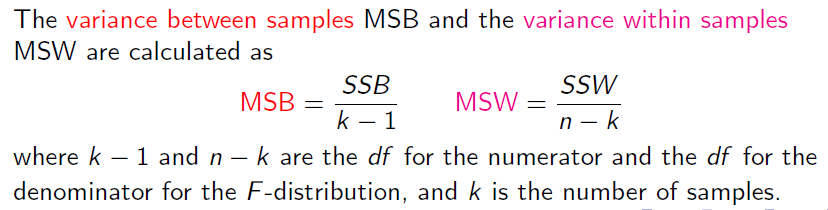 The variance between samples MSB and the variance within samples
MSW are calculated as
MSB = SSB / k − 1    MSW = SSW / n − k
where k − 1 and n − k are the df for the numerator and the df for the
denominator for the F-distribution, and k is the number of samples.